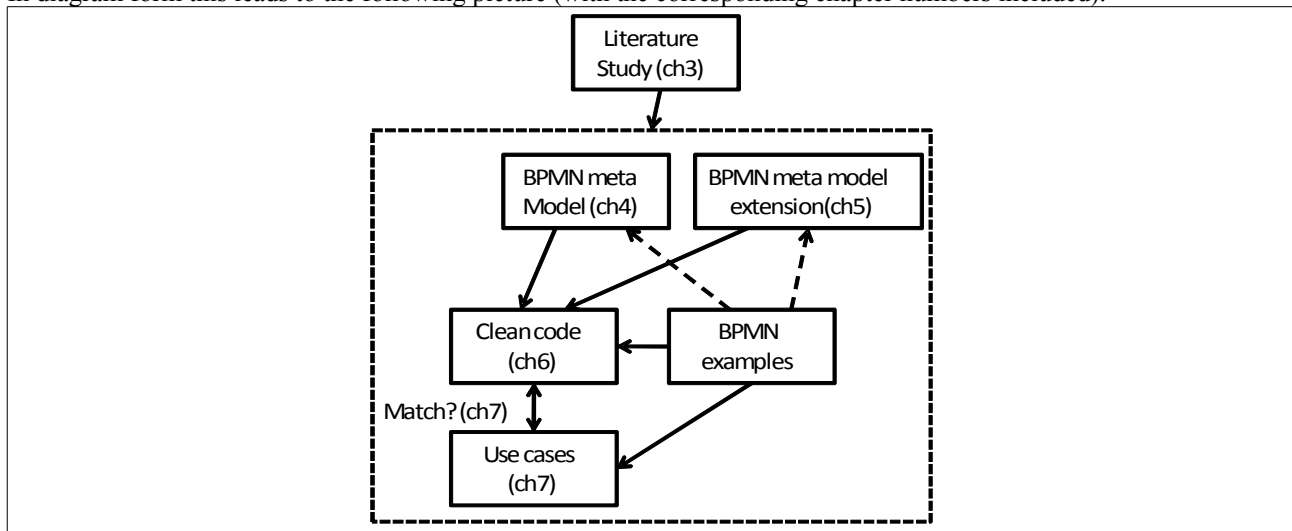 In diagram form this leads to the following picture (with the corresponding chapter numbers included):
Literature
Study (ch3)
BPMN meta
Model (ch4)
BPMN meta model
extension(ch5)
Clean code
(ch6)
BPMN
examples
Match? (ch7)
Use cases
(ch7)